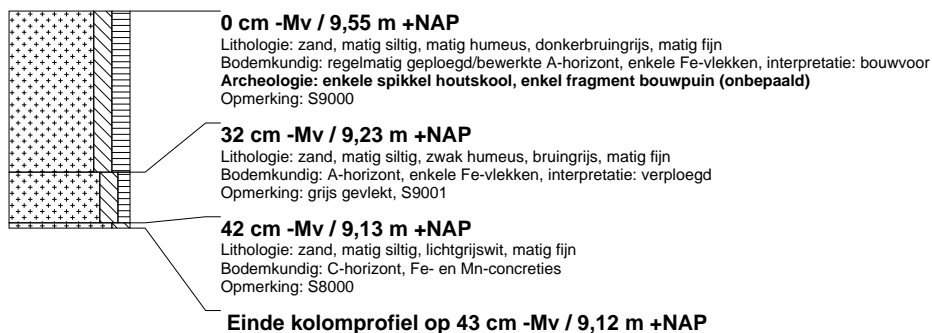 0 cm -Mv / 9,55 m +NAP
Lithologie: zand, matig siltig, matig humeus, donkerbruingrijs, matig fijn
Bodemkundig: regelmatig geploegd/bewerkte A-horizont, enkele Fe-vlekken, interpretatie: bouwvoor
Archeologie: enkele spikkel houtskool, enkel fragment bouwpuin (onbepaald)
Opmerking: S9000
32 cm -Mv / 9,23 m +NAP
Lithologie: zand, matig siltig, zwak humeus, bruingrijs, matig fijn
Bodemkundig: A-horizont, enkele Fe-vlekken, interpretatie: verploegd
Opmerking: grijs gevlekt, S9001
42 cm -Mv / 9,13 m +NAP
Lithologie: zand, matig siltig, lichtgrijswit, matig fijn
Bodemkundig: C-horizont, Fe- en Mn-concreties
Opmerking: S8000
Einde kolomprofiel op 43 cm -Mv / 9,12 m +NAP